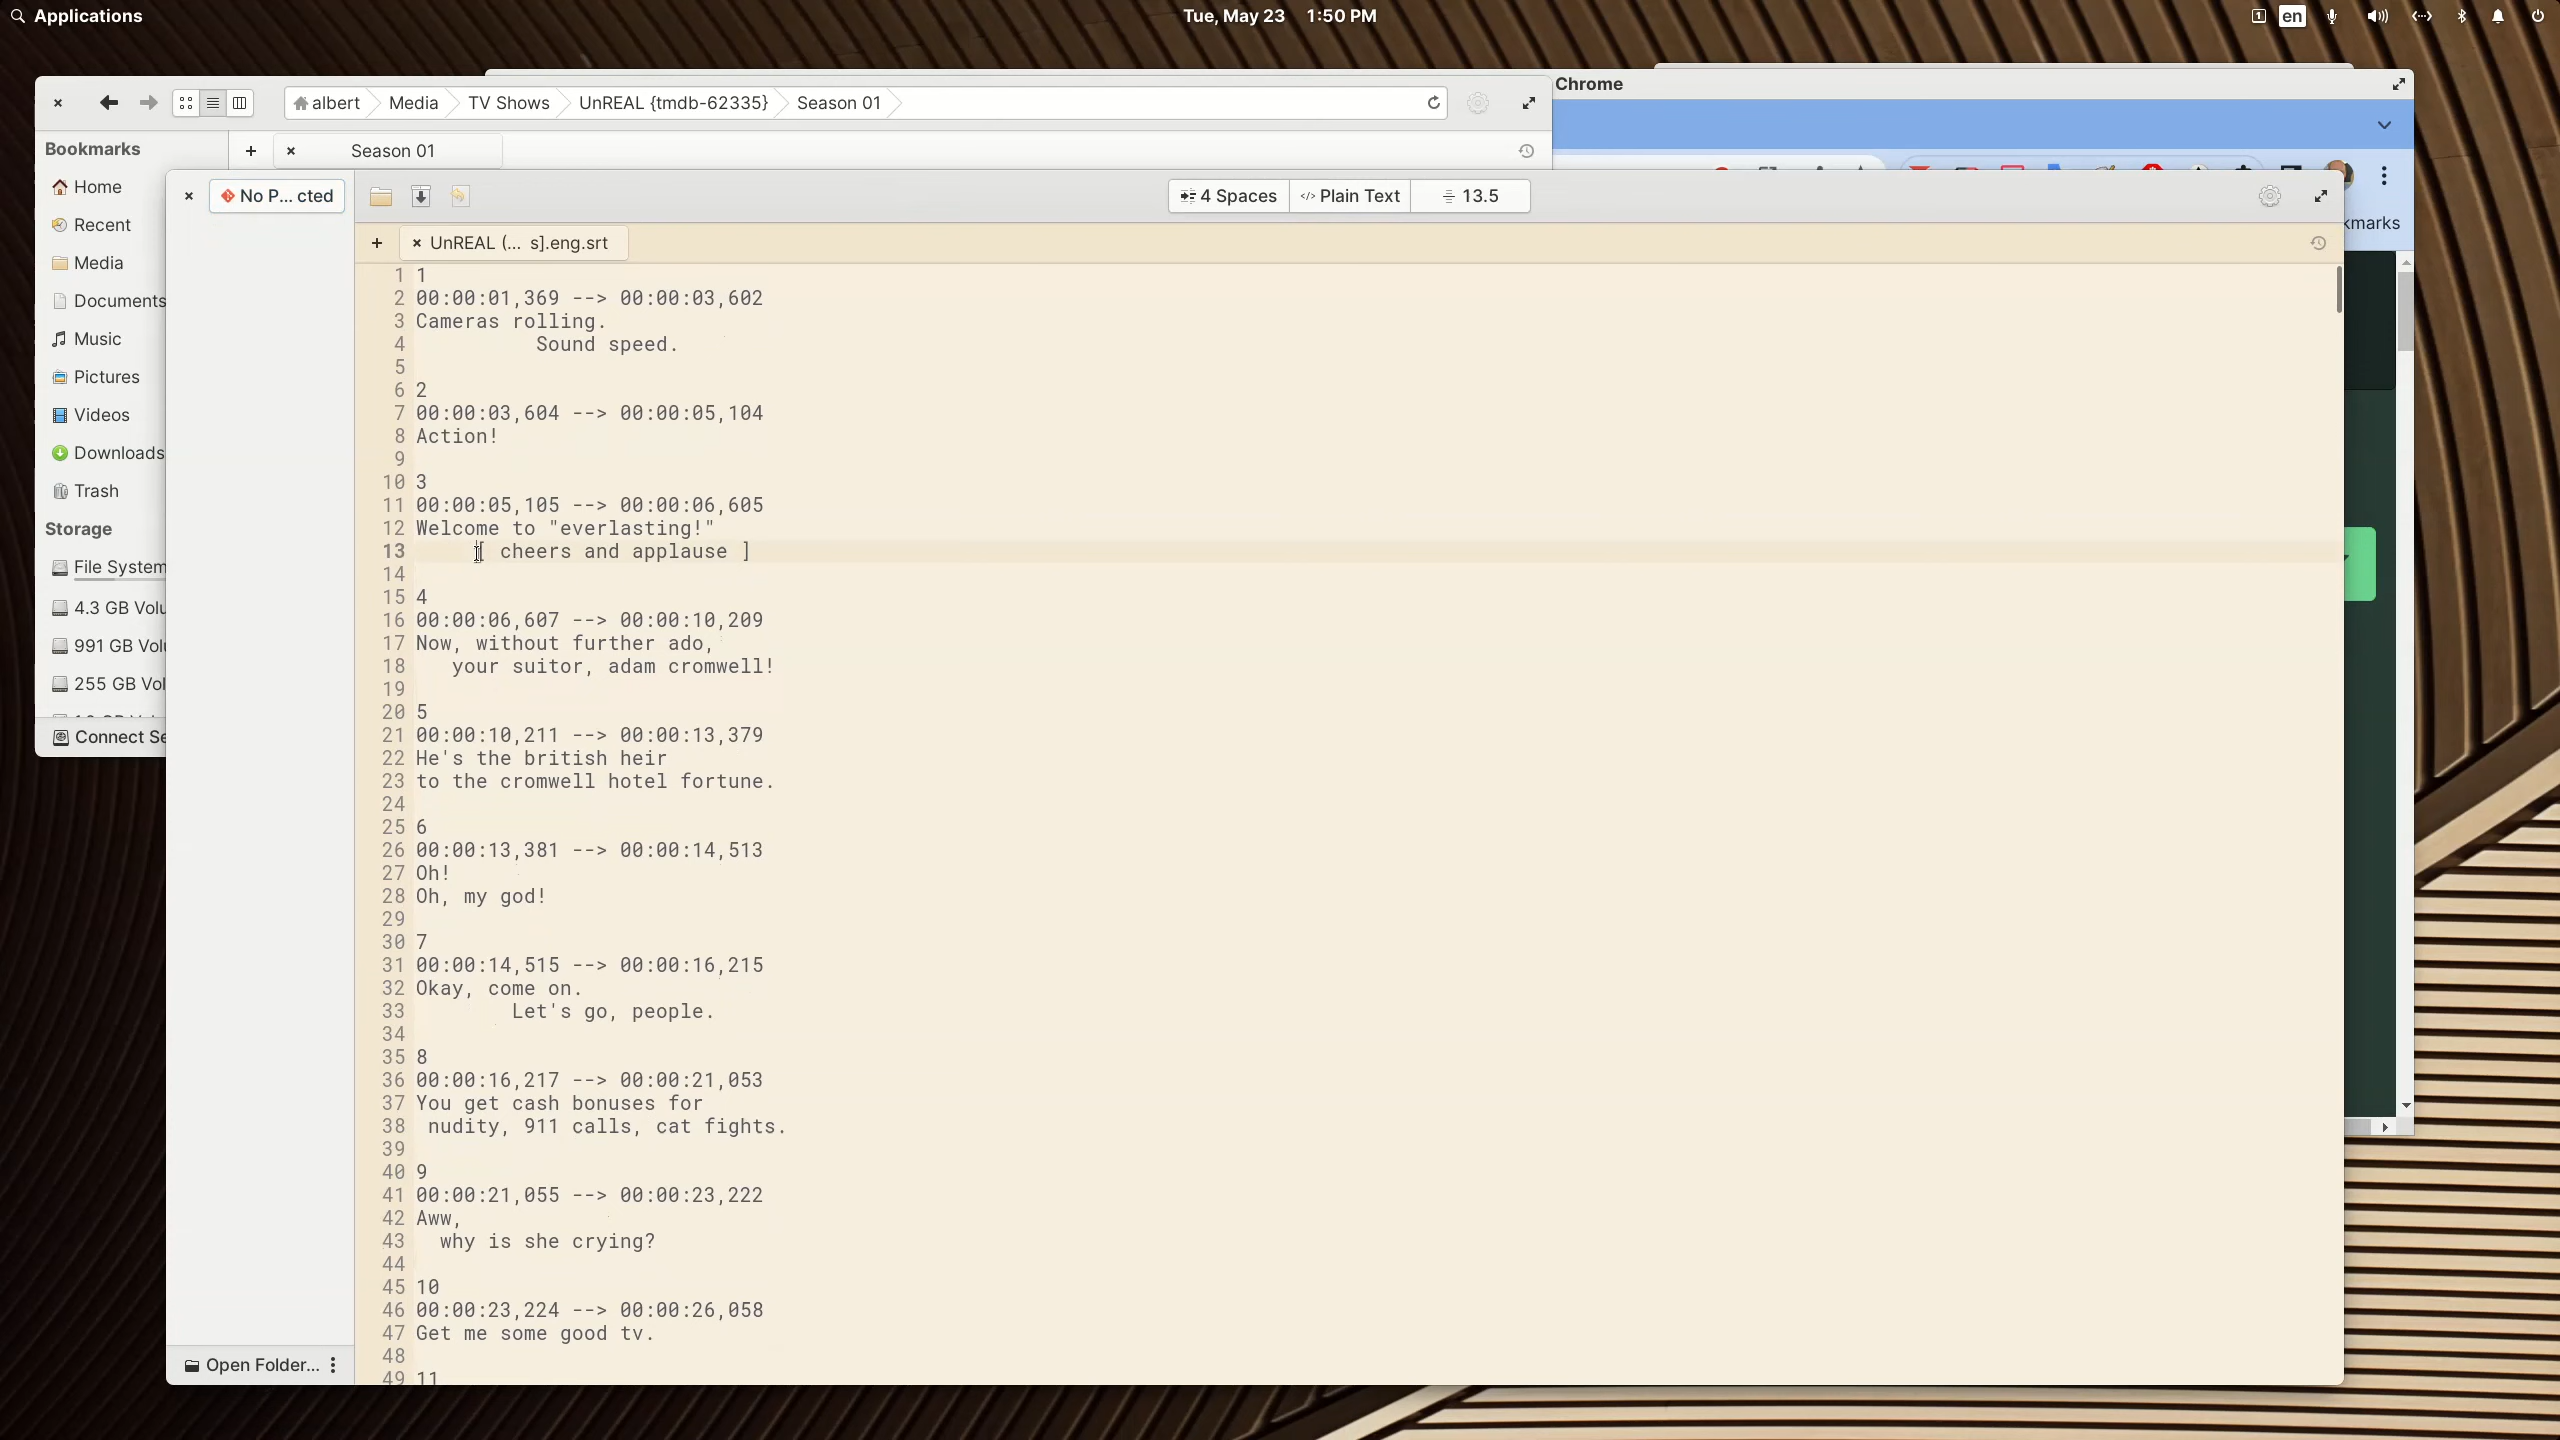 Applications
Tue, May 23 1:50 PM
1 en
Chrome
albert Media TV Shows UnREAL {tmdb-62335} Season 01
Bookmarks
+ × Season 01
Home
No P... cted
4 Spaces Plain Text 13.5
Recent
kmarks
+ × UnREAL (... s].eng.srt
Media
Documents
Music
Pictures
Videos
Downloads
Trash
Storage
File System
4.3 GB Volu
991 GB Volu
255 GB Vol
Connect Se
1 1
2 00:00:01,369 --> 00:00:03,602
3 Cameras rolling.
4 Sound speed.
5
6 2
7 00:00:03,604 --> 00:00:05,104
8 Action!
9
10 3
11 00:00:05,105 --> 00:00:06,605
12 Welcome to "everlasting!"
13 [ cheers and applause ]
14
15 4
16 00:00:06,607 --> 00:00:10,209
17 Now, without further ado,
18 your suitor, adam cromwell!
19
20 5
21 00:00:10,211 --> 00:00:13,379
22 He's the british heir
23 to the cromwell hotel fortune.
24
25 6
26 00:00:13,381 --> 00:00:14,513
27 Oh!
28 Oh, my god!
29
30 7
31 00:00:14,515 --> 00:00:16,215
32 Okay, come on.
33 Let's go, people.
34
35 8
36 00:00:16,217 --> 00:00:21,053
37 You get cash bonuses for
38 nudity, 911 calls, cat fights.
39
40 9
41 00:00:21,055 --> 00:00:23,222
42 Aww,
43 why is she crying?
44
45 10
46 00:00:23,224 --> 00:00:26,058
47 Get me some good tv.
48
49 11
Open Folder...